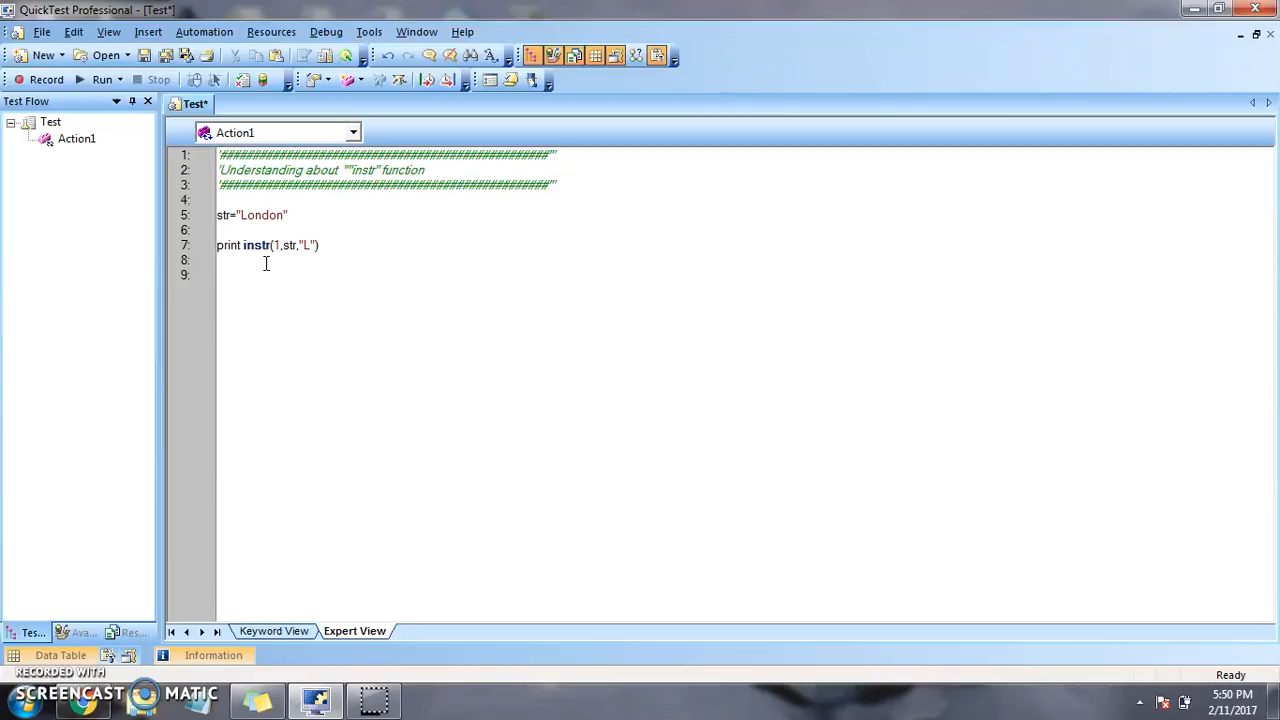 QuickTest Professional - [Test*]
File Edit View Insert Automation Resources Debug Tools Window Help
New Open
Record Run Stop
Test Flow
Test*
Test
Action1
Action1
1: '##################################################'''
2: 'Understanding about ""instr" function
3: '##################################################'''
4:
5: str="London"
6:
7: print instr(1,str,"L")
8:
9:
Tes... Ava... Res...
Keyword View Expert View
Data Table Information
Ready
RECORDED WITH
SCREENCAST MATIC
5:50 PM
2/11/2017